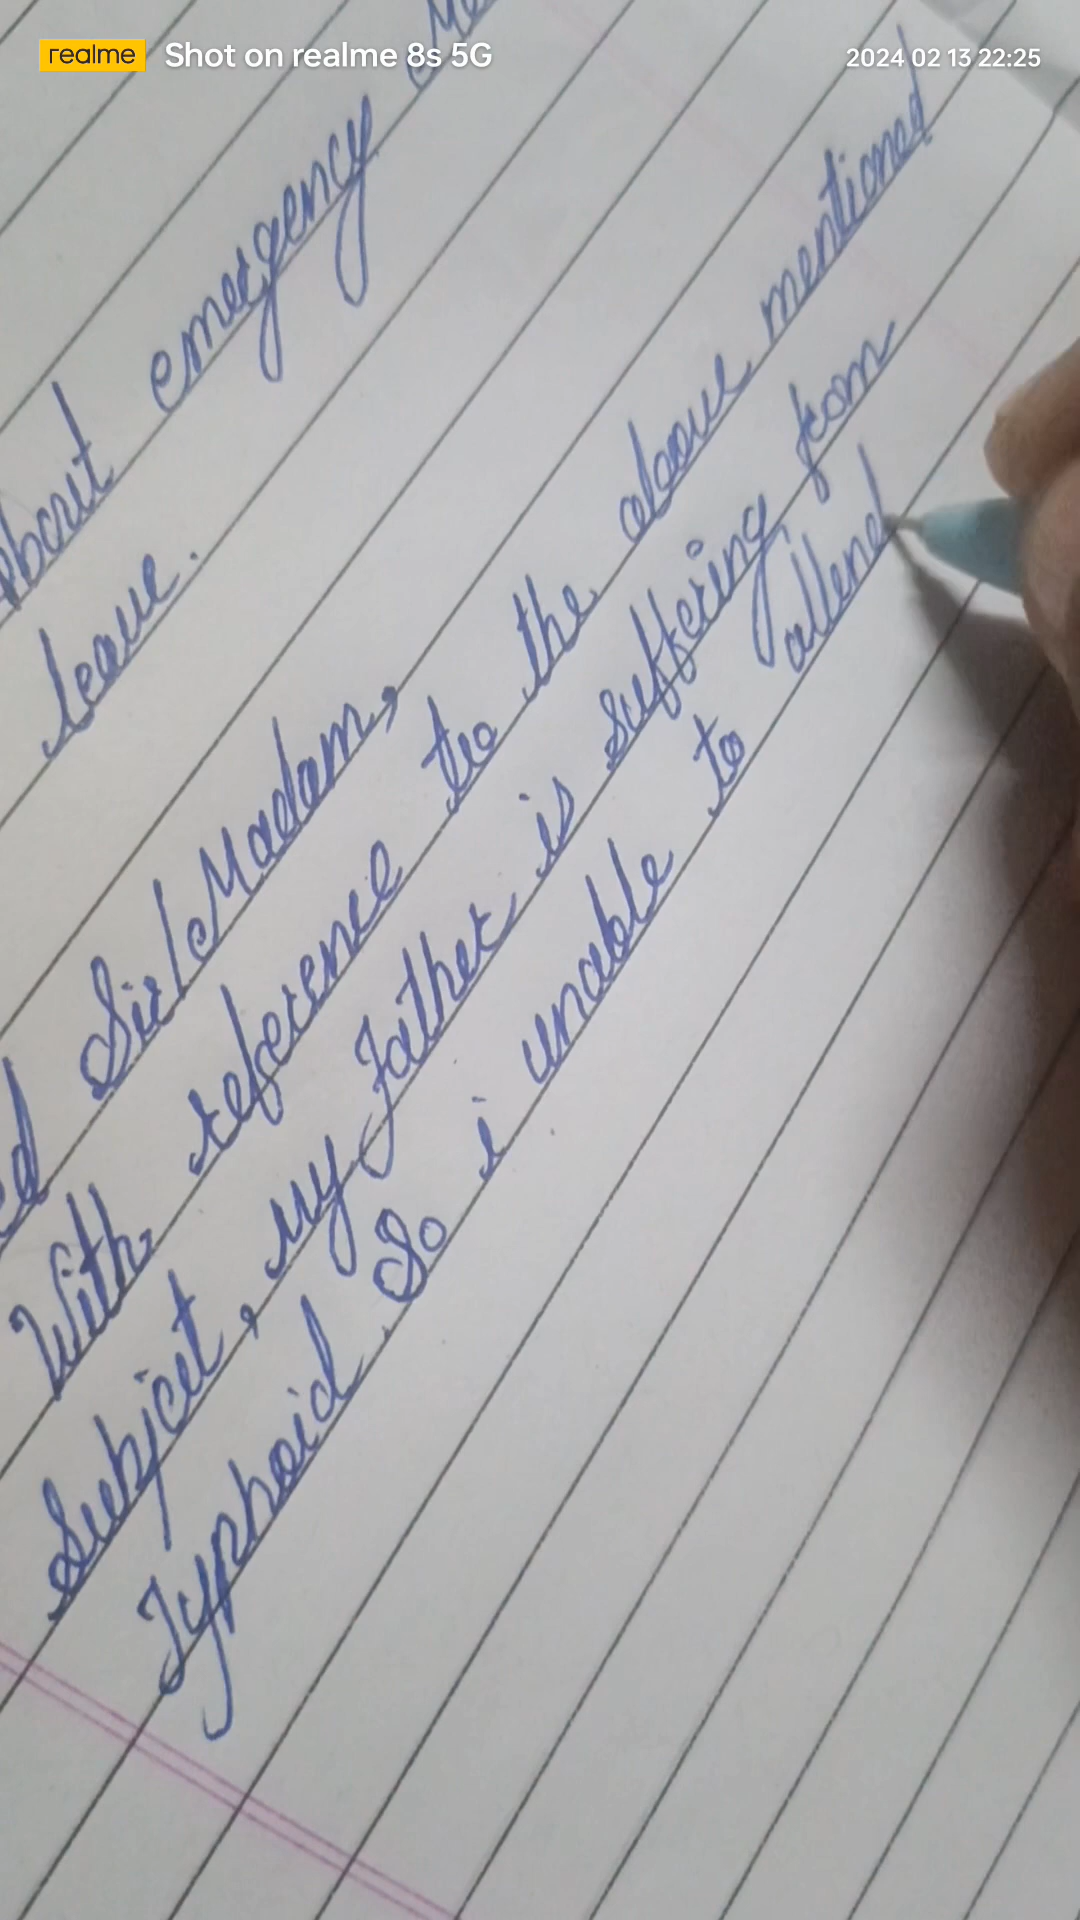 realme Shot on realme 8s 5G
2024 02 13 22:25
about emergency
leave.
Sir/Madam,
With reference to the above mentioned
Subject, my Father is suffering from
Typhoid. So i unable to attend